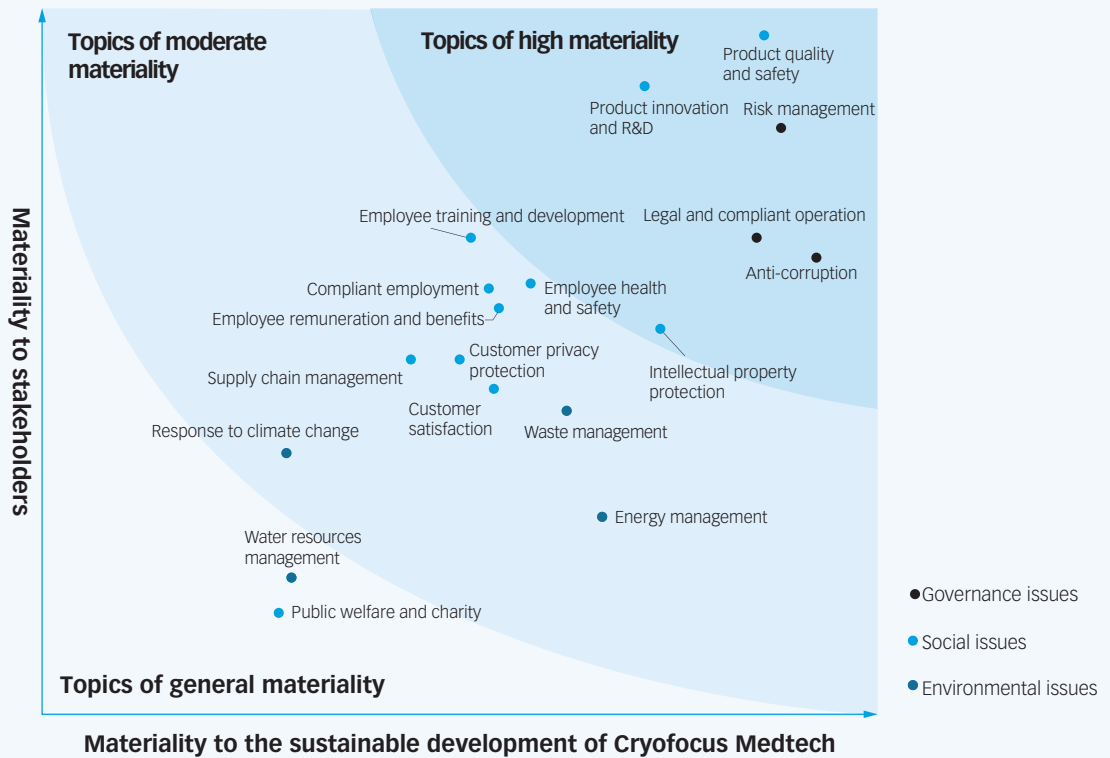 Topics of moderate
materiality
Topics of high materiality
Product quality
and safety
Product innovation
and R&D
Risk management
Employee training and development
Legal and compliant operation
Anti-corruption
Compliant employment
Employee health
and safety
Employee remuneration and benefits
Customer privacy
protection
Supply chain management
Intellectual property
protection
Customer
satisfaction
Waste management
Response to climate change
Energy management
Water resources
management
Public welfare and charity
Topics of general materiality
Materiality to stakeholders
Materiality to the sustainable development of Cryofocus Medtech
Governance issues
Social issues
Environmental issues